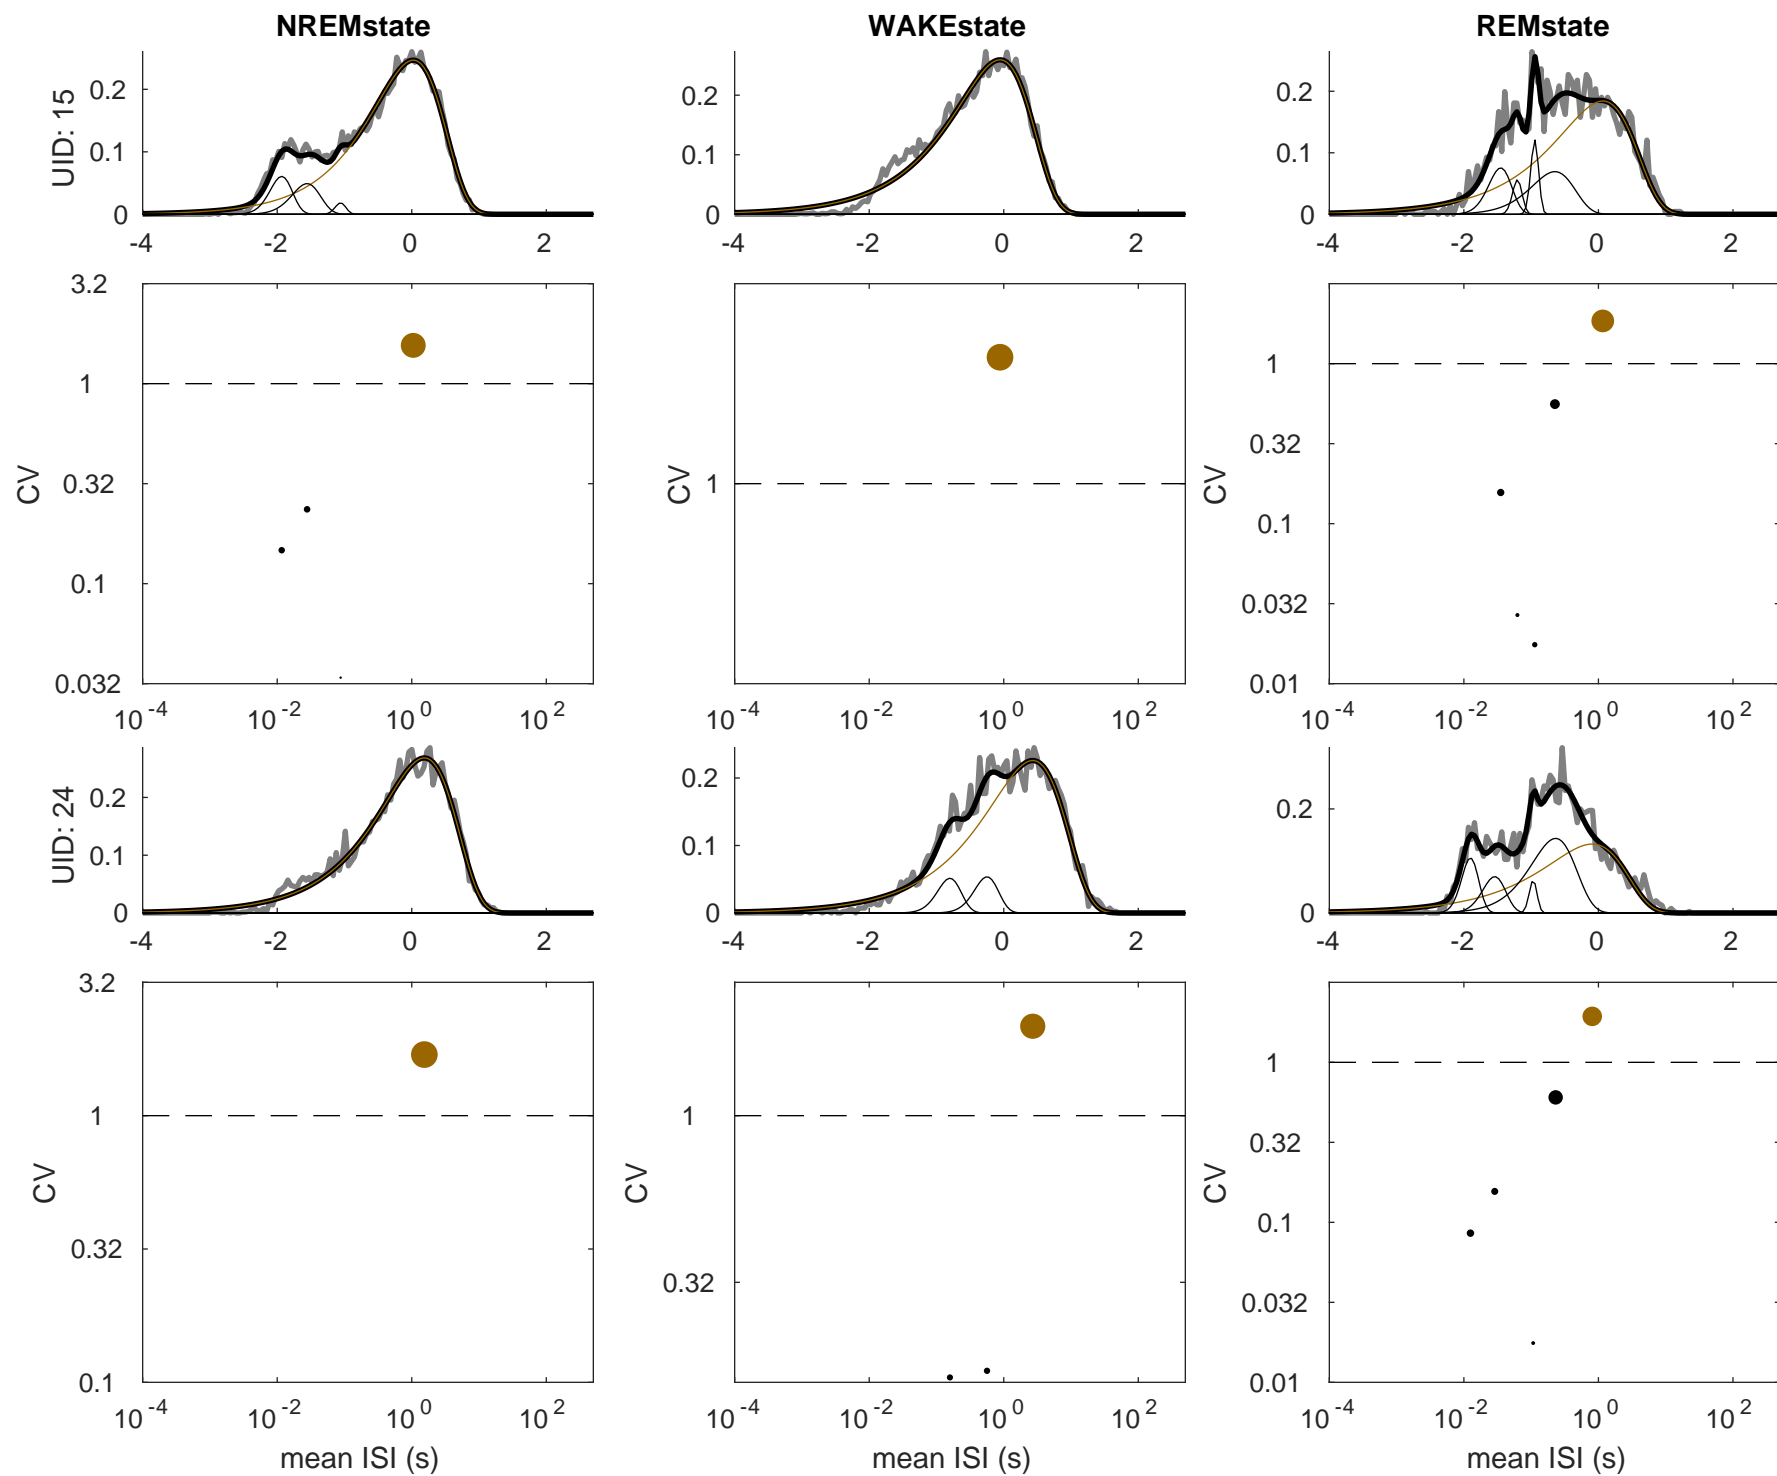 NREMstate WAKEstate REMstate
UID: 15
0.2 0.1 0
-4 -2 0 2
0.2 0.1 0
-4 -2 0 2
0.2 0.1 0
-4 -2 0 2
CV
3.2 1 0.32 0.1 0.032
10^-4 10^-2 10^0 10^2
CV
1
10^-4 10^-2 10^0 10^2
CV
1 0.32 0.1 0.032 0.01
10^-4 10^-2 10^0 10^2
UID: 24
0.2 0.1 0
-4 -2 0 2
0.2 0.1 0
-4 -2 0 2
0.2 0
-4 -2 0 2
CV
3.2 1 0.32 0.1
10^-4 10^-2 10^0 10^2
mean ISI (s)
CV
1 0.32
10^-4 10^-2 10^0 10^2
mean ISI (s)
CV
1 0.32 0.1 0.032 0.01
10^-4 10^-2 10^0 10^2
mean ISI (s)